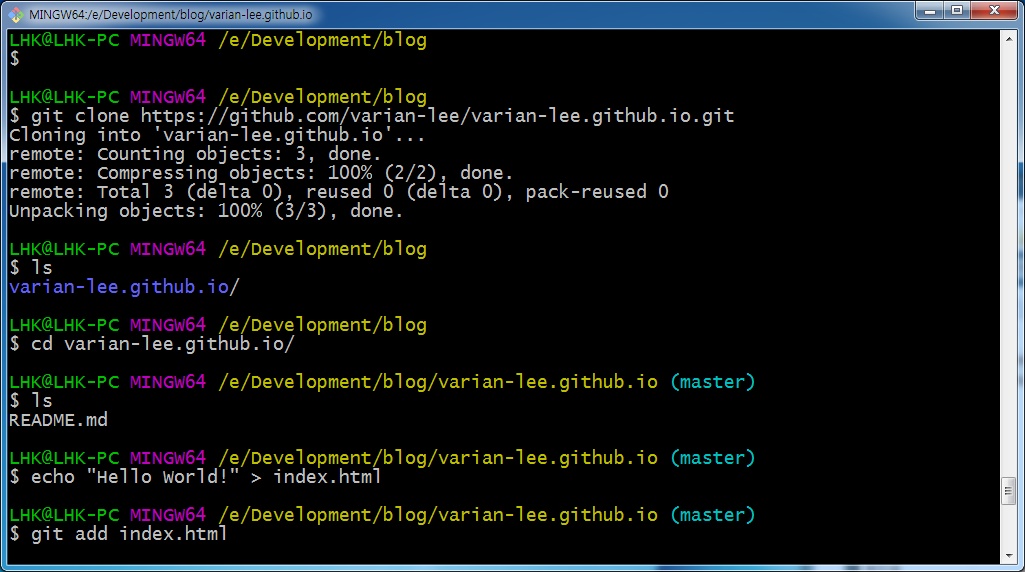 MINGW64:/e/Development/blog/varian-lee.github.io
LHK@LHK-PC MINGW64 /e/Development/blog
$
LHK@LHK-PC MINGW64 /e/Development/blog
$ git clone https://github.com/varian-lee/varian-lee.github.io.git
Cloning into 'varian-lee.github.io'...
remote: Counting objects: 3, done.
remote: Compressing objects: 100% (2/2), done.
remote: Total 3 (delta 0), reused 0 (delta 0), pack-reused 0
Unpacking objects: 100% (3/3), done.
LHK@LHK-PC MINGW64 /e/Development/blog
$ ls
varian-lee.github.io/
LHK@LHK-PC MINGW64 /e/Development/blog
$ cd varian-lee.github.io/
LHK@LHK-PC MINGW64 /e/Development/blog/varian-lee.github.io (master)
$ ls
README.md
LHK@LHK-PC MINGW64 /e/Development/blog/varian-lee.github.io (master)
$ echo "Hello World!" > index.html
LHK@LHK-PC MINGW64 /e/Development/blog/varian-lee.github.io (master)
$ git add index.html